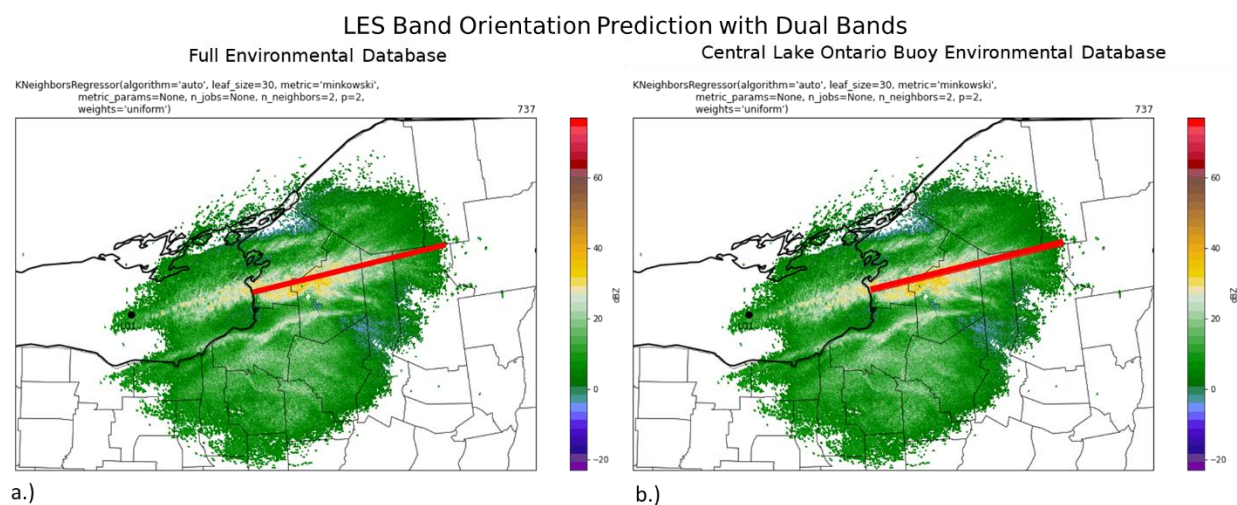 LES Band Orientation Prediction with Dual Bands
Full Environmental Database
KNeighborsRegressor(algorithm='auto', leaf_size=30, metric='minkowski',
metric_params=None, n_jobs=None, n_neighbors=2, p=2,
weights='uniform')
737
60
40
20
0
−20
dBZ
a.)
Central Lake Ontario Buoy Environmental Database
KNeighborsRegressor(algorithm='auto', leaf_size=30, metric='minkowski',
metric_params=None, n_jobs=None, n_neighbors=2, p=2,
weights='uniform')
737
60
40
20
0
−20
dBZ
b.)